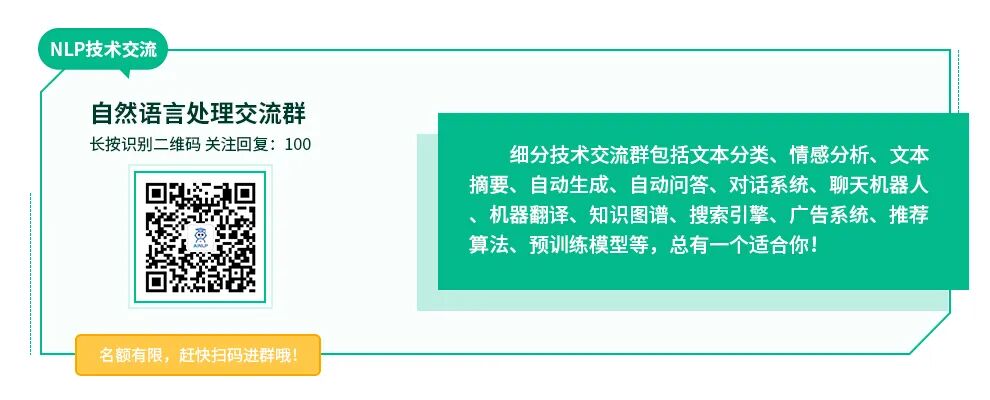 NLP技术交流
自然语言处理交流群
长按识别二维码 关注回复：100
AINLP
细分技术交流群包括文本分类、情感分析、文本
摘要、自动生成、自动问答、对话系统、聊天机器人
、机器翻译、知识图谱、搜索引擎、广告系统、推荐
算法、预训练模型等，总有一个适合你！
名额有限，赶快扫码进群哦！